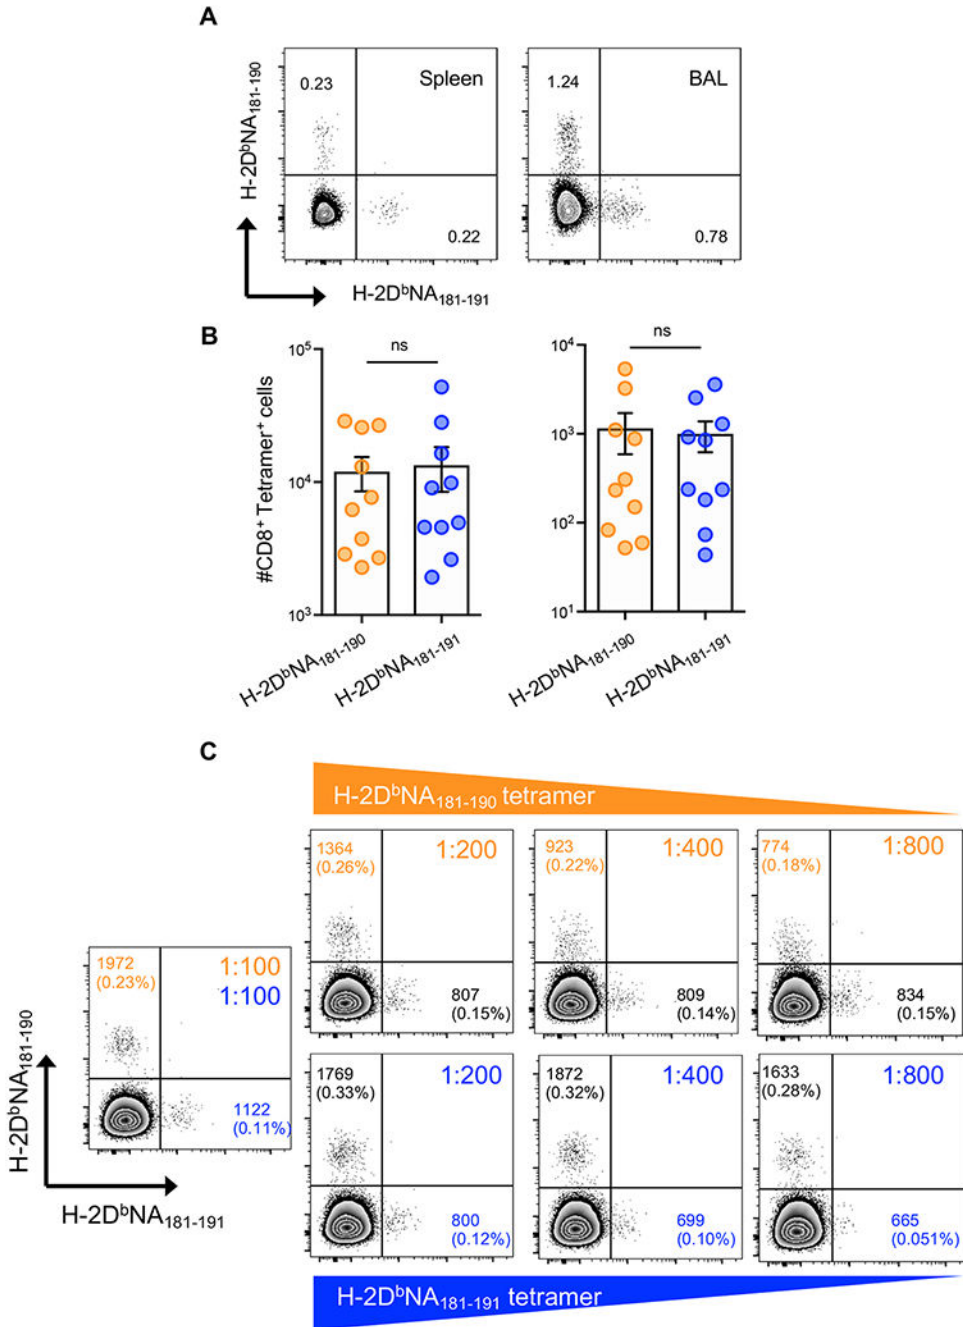 A
H-2DᵇNA₁₈₁₋₁₉₀
0.23
Spleen
0.22
1.24
BAL
0.78
H-2DᵇNA₁₈₁₋₁₉₁
B
#CD8⁺ Tetramer⁺ cells
10⁵
10⁴
10³
ns
H-2DᵇNA₁₈₁₋₁₉₀
H-2DᵇNA₁₈₁₋₁₉₁
10⁴
10³
10²
10¹
ns
H-2DᵇNA₁₈₁₋₁₉₀
H-2DᵇNA₁₈₁₋₁₉₁
C
H-2DᵇNA₁₈₁₋₁₉₀ tetramer
1364
(0.26%)
1:200
807
(0.15%)
923
(0.22%)
1:400
809
(0.14%)
774
(0.18%)
1:800
834
(0.15%)
H-2DᵇNA₁₈₁₋₁₉₀
1972
(0.23%)
1:100
1:100
1122
(0.11%)
H-2DᵇNA₁₈₁₋₁₉₁
1769
(0.33%)
1:200
800
(0.12%)
1872
(0.32%)
1:400
699
(0.10%)
1633
(0.28%)
1:800
665
(0.051%)
H-2DᵇNA₁₈₁₋₁₉₁ tetramer